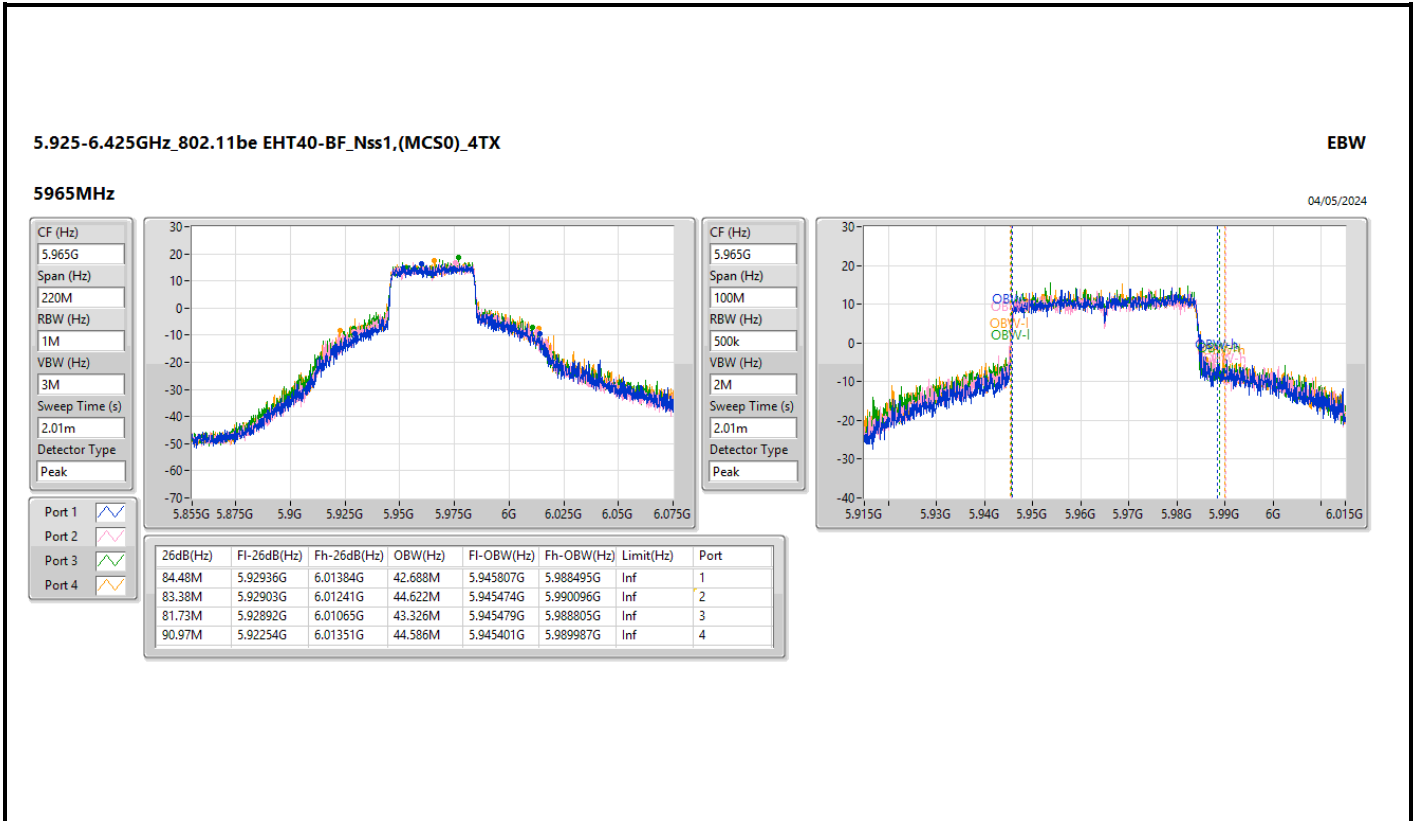 5.925-6.425GHz_802.11be EHT40-BF_Nss1,(MCS0)_4TX
EBW
5965MHz
04/05/2024
CF (Hz)
5.965G
Span (Hz)
220M
RBW (Hz)
1M
VBW (Hz)
3M
Sweep Time (s)
2.01m
Detector Type
Peak
30
20
10
0
-10
-20
-30
-40
-50
-60
-70
5.855G 5.875G 5.9G 5.925G 5.95G 5.975G 6G 6.025G 6.05G 6.075G
CF (Hz)
5.965G
Span (Hz)
100M
RBW (Hz)
500k
VBW (Hz)
2M
Sweep Time (s)
2.01m
Detector Type
Peak
30
20
10
0
-10
-20
-30
-40
OBW-l
OBW-l
OBW-h
5.915G 5.93G 5.94G 5.95G 5.96G 5.97G 5.98G 5.99G 6G 6.015G
Port 1
Port 2
Port 3
Port 4
26dB(Hz) Fl-26dB(Hz) Fh-26dB(Hz) OBW(Hz) Fl-OBW(Hz) Fh-OBW(Hz) Limit(Hz) Port
84.48M 5.92936G 6.01384G 42.688M 5.945807G 5.988495G Inf 1
83.38M 5.92903G 6.01241G 44.622M 5.945474G 5.990096G Inf 2
81.73M 5.92892G 6.01065G 43.326M 5.945479G 5.988805G Inf 3
90.97M 5.92254G 6.01351G 44.586M 5.945401G 5.989987G Inf 4